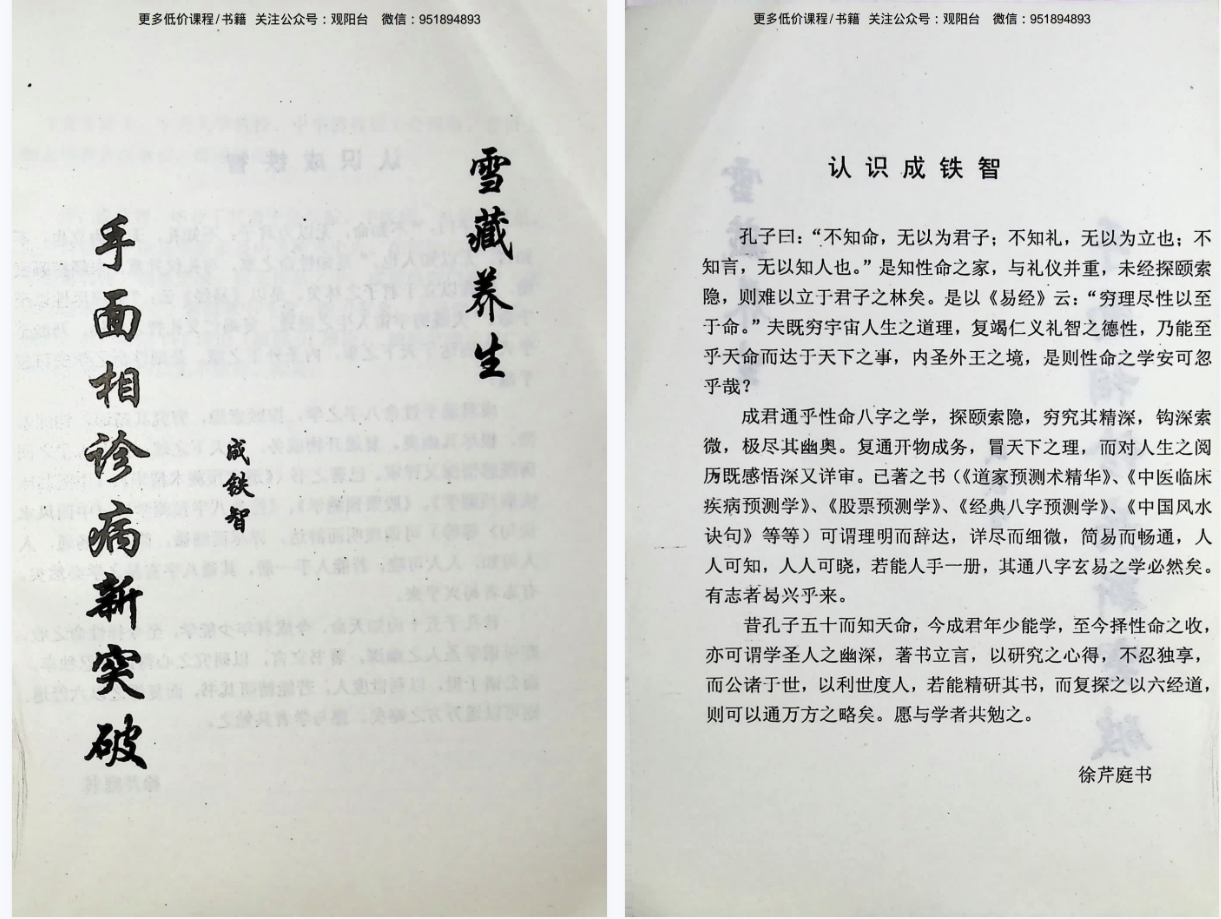 更多低价课程/书籍 关注公众号：观阳台 微信：951894893
雪藏养生
成铁智
手面相诊病新突破
更多低价课程/书籍 关注公众号：观阳台 微信：951894893
认识成铁智
孔子曰：“不知命，无以为君子；不知礼，无以为立也；不
知言，无以知人也。”是知性命之家，与礼仪并重，未经探颐索
隐，则难以立于君子之林矣。是以《易经》云：“穷理尽性以至
于命。”夫既穷宇宙人生之道理，复竭仁义礼智之德性，乃能至
乎天命而达于天下之事，内圣外王之境，是则性命之学安可忽
乎哉？
成君通乎性命八字之学，探颐索隐，穷究其精深，钩深索
微，极尽其幽奥。复通开物成务，冒天下之理，而对人生之阅
历既感悟深又详审。已著之书（《道家预测术精华》、《中医临床
疾病预测学》、《股票预测学》、《经典八字预测学》、《中国风水
诀句》等等）可谓理明而辞达，详尽而细微，简易而畅通，人
人可知，人人可晓，若能人手一册，其通八字玄易之学必然矣。
有志者曷兴乎来。
昔孔子五十而知天命，今成君年少能学，至今择性命之收，
亦可谓学圣人之幽深，著书立言，以研究之心得，不忍独享，
而公诸于世，以利世度人，若能精研其书，而复探之以六经道，
则可以通万方之略矣。愿与学者共勉之。
徐芹庭书